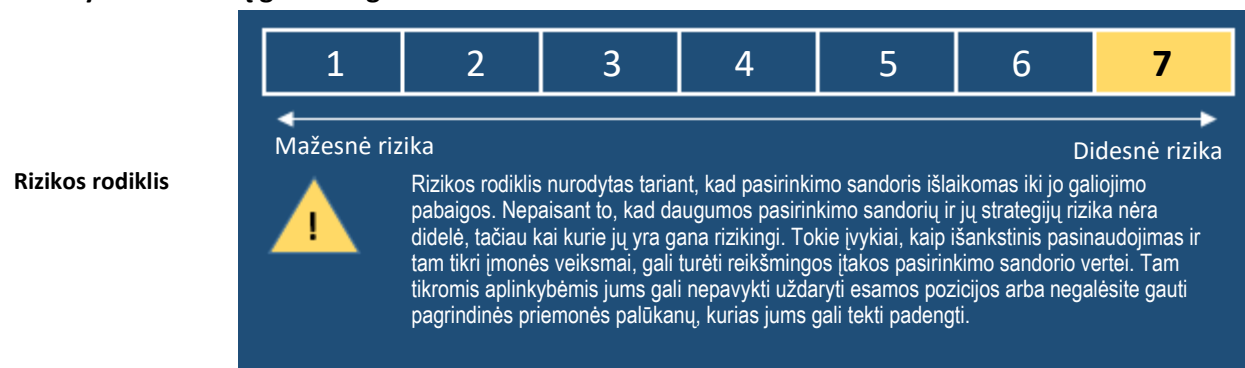 1 2 3 4 5 6 7
Mažesnė rizika
Didesnė rizika
Rizikos rodiklis
!
Rizikos rodiklis nurodytas tariant, kad pasirinkimo sandoris išlaikomas iki jo galiojimo
pabaigos. Nepaisant to, kad daugumos pasirinkimo sandorių ir jų strategijų rizika nėra
didelė, tačiau kai kurie jų yra gana rizikingi. Tokie įvykiai, kaip išankstinis pasinaudojimas ir
tam tikri įmonės veiksmai, gali turėti reikšmingos įtakos pasirinkimo sandorio vertei. Tam
tikromis aplinkybėmis jums gali nepavykti uždaryti esamos pozicijos arba negalėsite gauti
pagrindinės priemonės palūkanų, kurias jums gali tekti padengti.